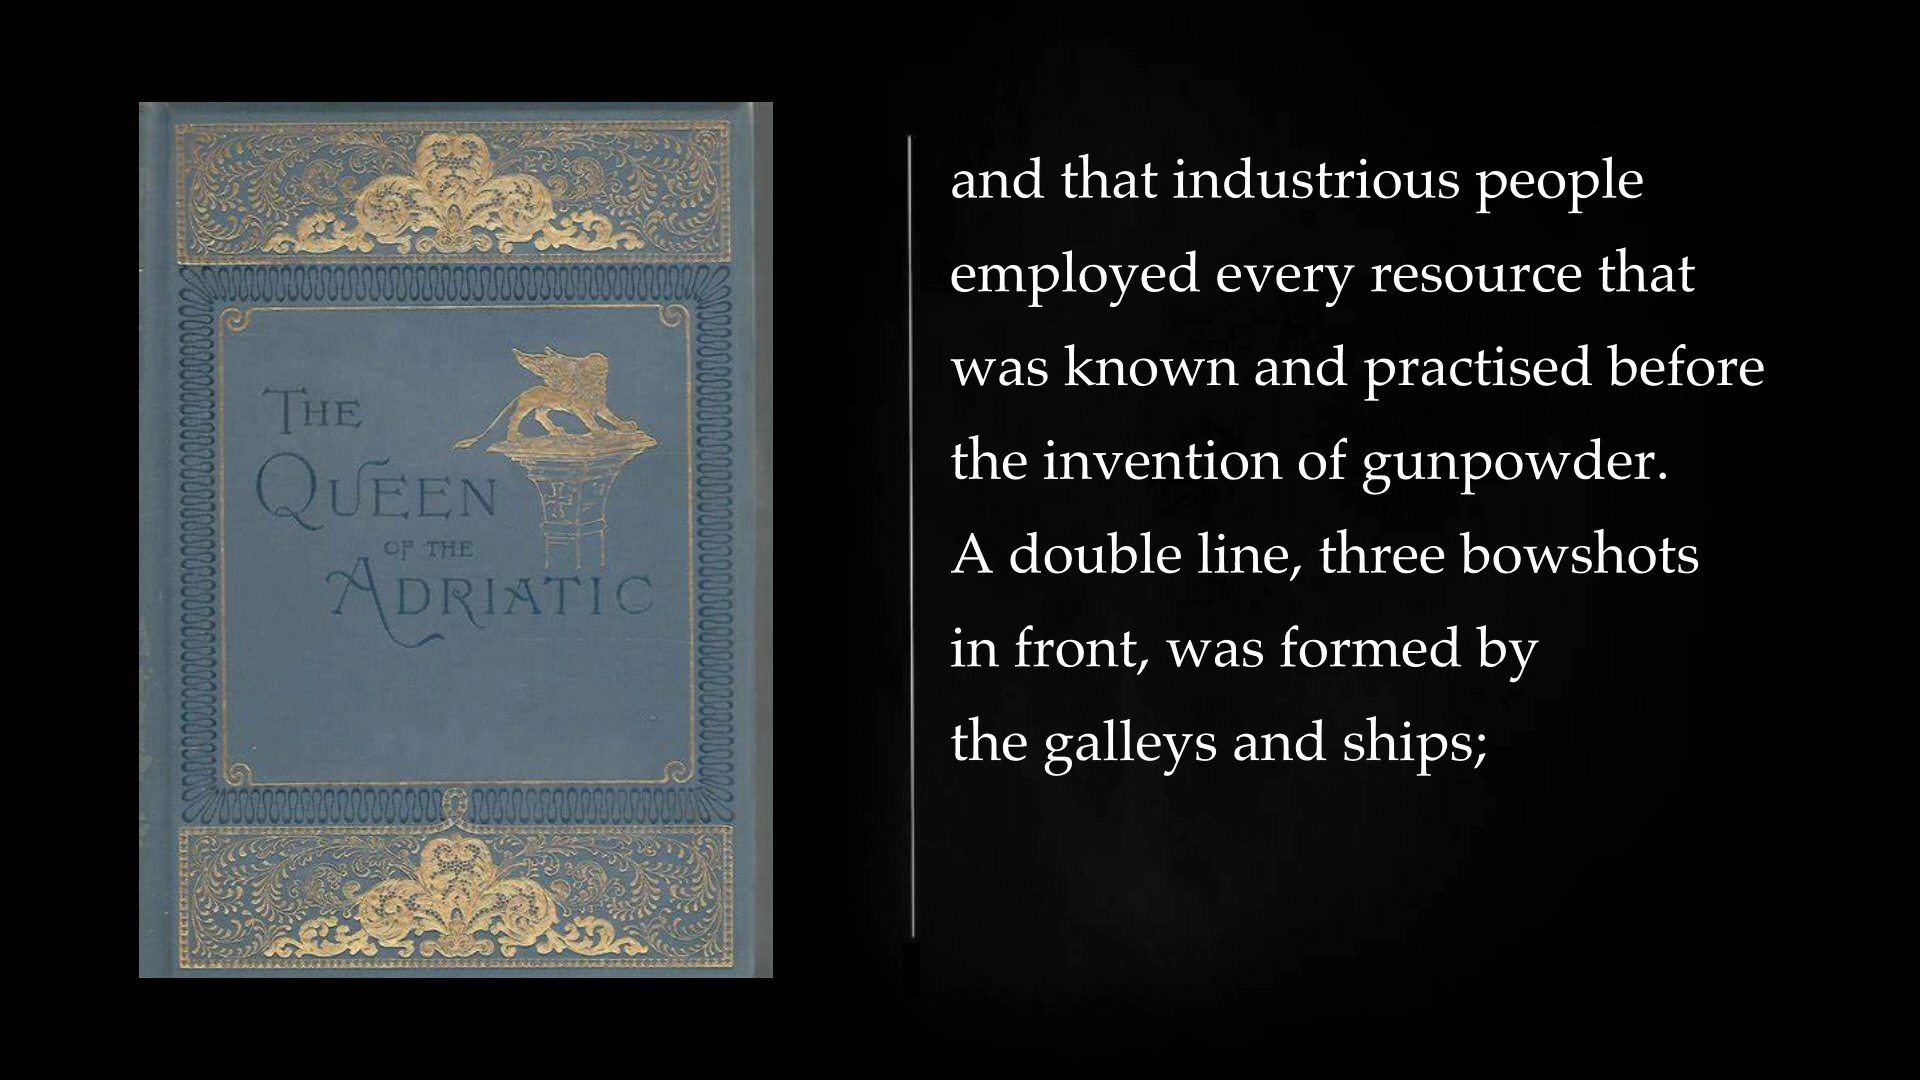 THE
QUEEN
OF THE
ADRIATIC
and that industrious people
employed every resource that
was known and practised before
the invention of gunpowder.
A double line, three bowshots
in front, was formed by
the galleys and ships;